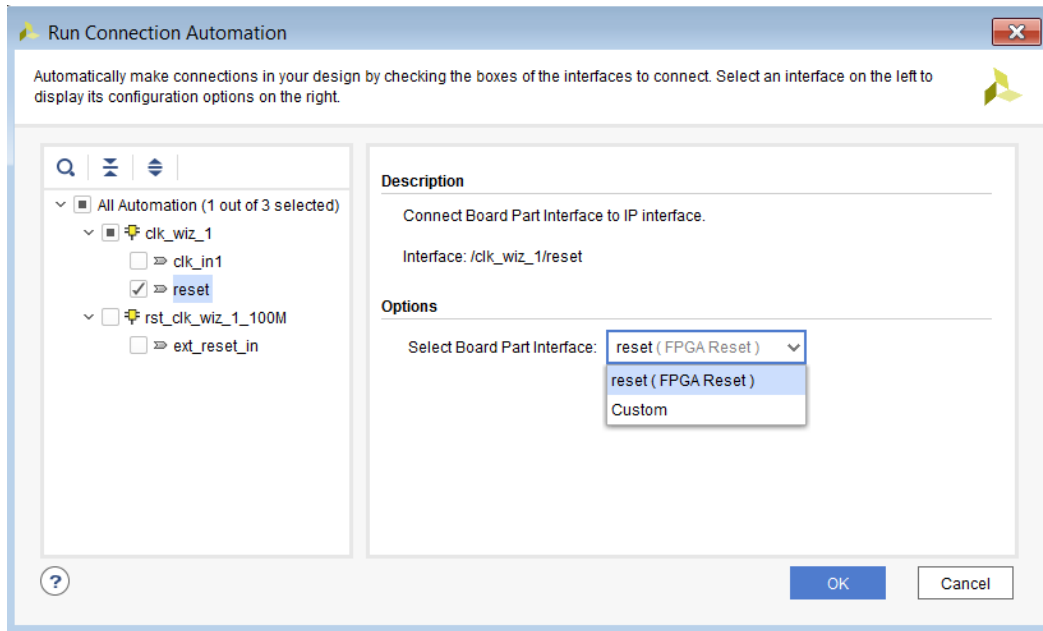 Run Connection Automation
Automatically make connections in your design by checking the boxes of the interfaces to connect. Select an interface on the left to
display its configuration options on the right.
All Automation (1 out of 3 selected)
clk_wiz_1
clk_in1
reset
rst_clk_wiz_1_100M
ext_reset_in
Description
Connect Board Part Interface to IP interface.
Interface: /clk_wiz_1/reset
Options
Select Board Part Interface: reset ( FPGA Reset )
reset ( FPGA Reset )
Custom
?
OK Cancel